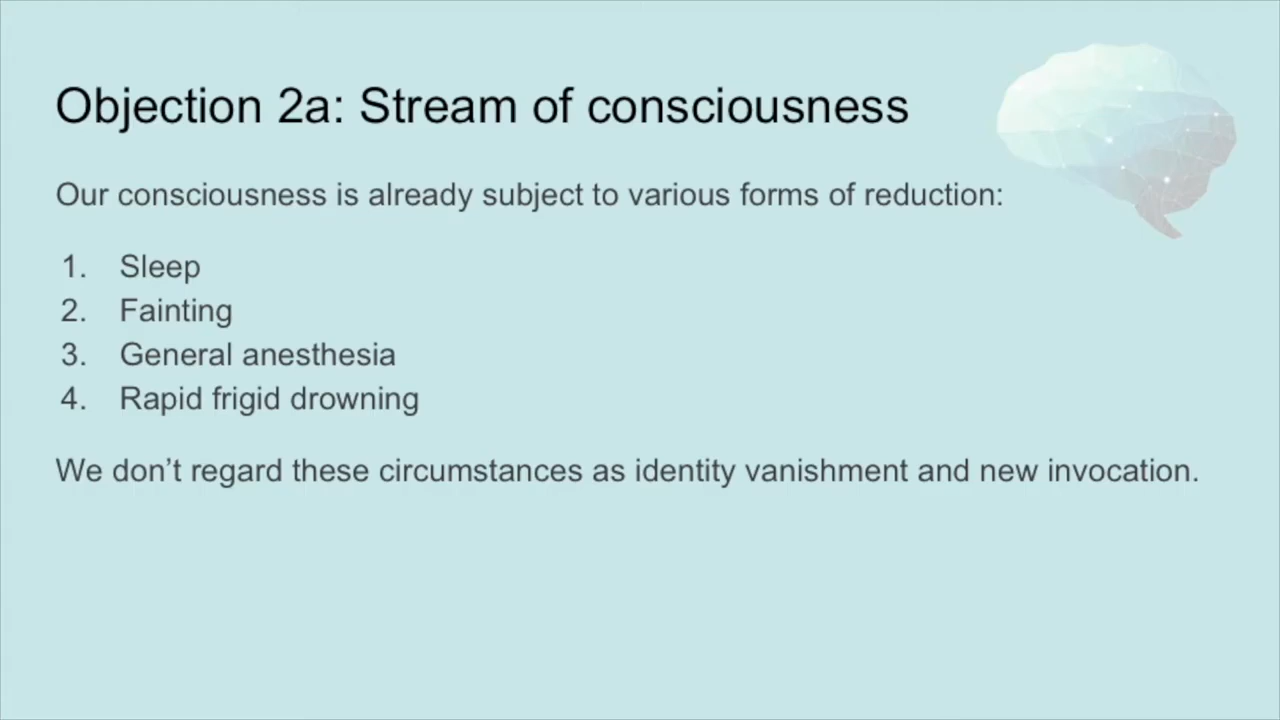 Objection 2a: Stream of consciousness
Our consciousness is already subject to various forms of reduction:
1. Sleep
2. Fainting
3. General anesthesia
4. Rapid frigid drowning
We don’t regard these circumstances as identity vanishment and new invocation.